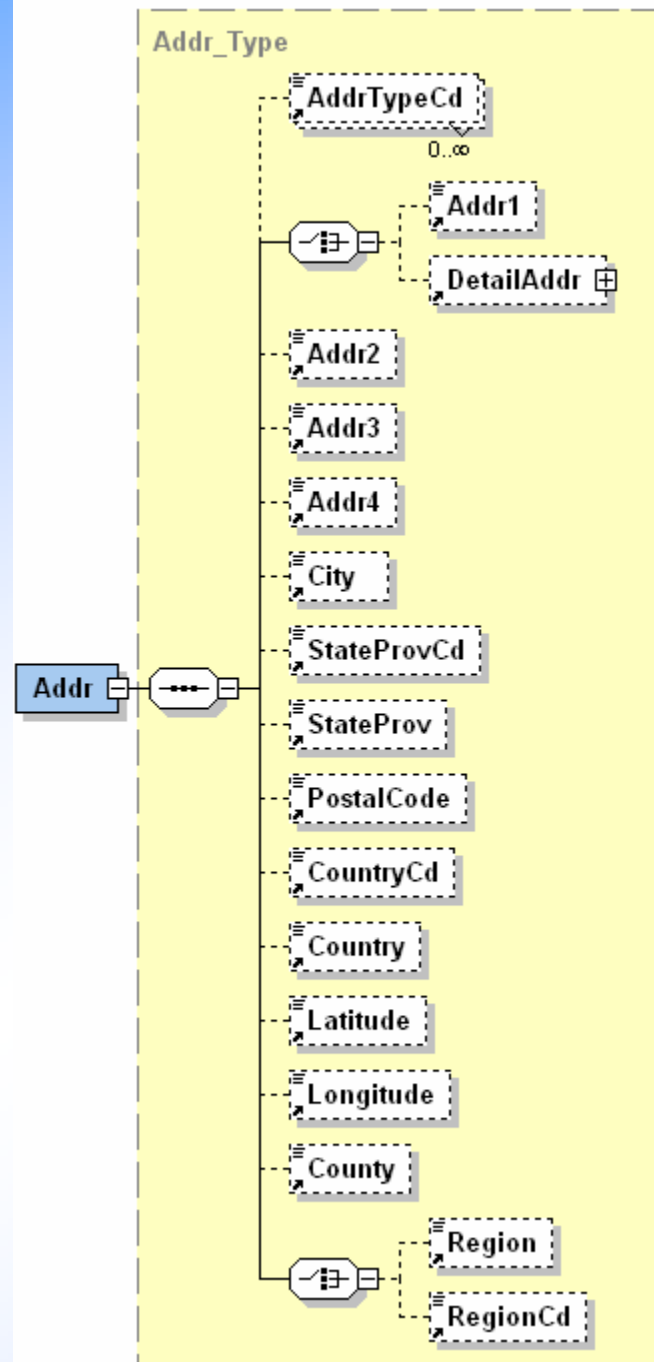 Addr_Type
AddrTypeCd
0..∞
Addr1
DetailAddr
Addr2
Addr3
Addr4
City
StateProvCd
Addr
StateProv
PostalCode
CountryCd
Country
Latitude
Longitude
County
Region
RegionCd